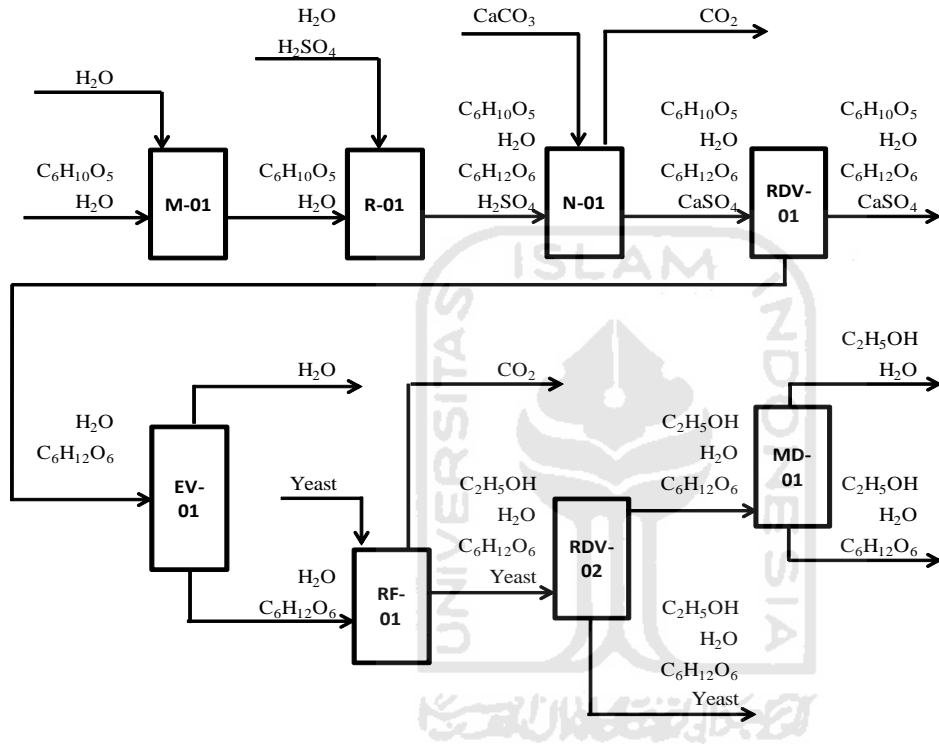 H₂O
H₂SO₄
CaCO₃
CO₂
H₂O
C₆H₁₀O₅
H₂O
M-01
C₆H₁₀O₅
H₂O
R-01
C₆H₁₀O₅
H₂O
C₆H₁₂O₆
H₂SO₄
N-01
C₆H₁₀O₅
H₂O
C₆H₁₂O₆
CaSO₄
RDV-
01
C₆H₁₀O₅
H₂O
C₆H₁₂O₆
CaSO₄
H₂O
C₆H₁₂O₆
EV-
01
H₂O
H₂O
C₆H₁₂O₆
Yeast
RF-
01
CO₂
C₂H₅OH
H₂O
C₆H₁₂O₆
Yeast
RDV-
02
C₂H₅OH
H₂O
C₆H₁₂O₆
MD-
01
C₂H₅OH
H₂O
C₂H₅OH
H₂O
C₆H₁₂O₆
C₂H₅OH
H₂O
C₆H₁₂O₆
Yeast
UNIVERSITAS
ISLAM
INDONESIA